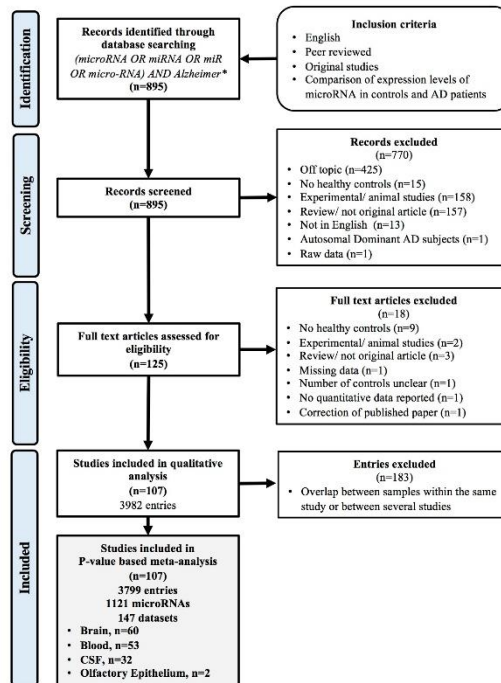 Identification
Records identified through
database searching
(microRNA OR miRNA OR miR
OR micro-RNA) AND Alzheimer*
(n=895)
Inclusion criteria
• English
• Peer reviewed
• Original studies
• Comparison of expression levels of
microRNA in controls and AD
patients
Screening
Records screened
(n=895)
Records excluded
(n=770)
• Off topic (n=425)
• No healthy controls (n=15)
• Experimental/ animal studies (n=158)
• Review/ not original article (n=157)
• Not in English (n=13)
• Autosomal Dominant AD subjects (n=1)
• Raw data (n=1)
Eligibility
Full text articles assessed for
eligibility
(n=125)
Full text articles excluded
(n=18)
• No healthy controls (n=9)
• Experimental/ animal studies (n=2)
• Review/ not original article (n=3)
• Missing data (n=1)
• Number of controls unclear (n=1)
• No quantitative data reported (n=1)
• Correction of published paper (n=1)
Included
Studies included in qualitative
analysis
(n=107)
3982 entries
Entries excluded
(n=183)
• Overlap between samples within the same
study or between several studies
Studies included in
P-value based meta-analysis
(n=107)
3799 entries
1121 microRNAs
147 datasets
• Brain, n=60
• Blood, n=53
• CSF, n=32
• Olfactory Epithelium, n=2